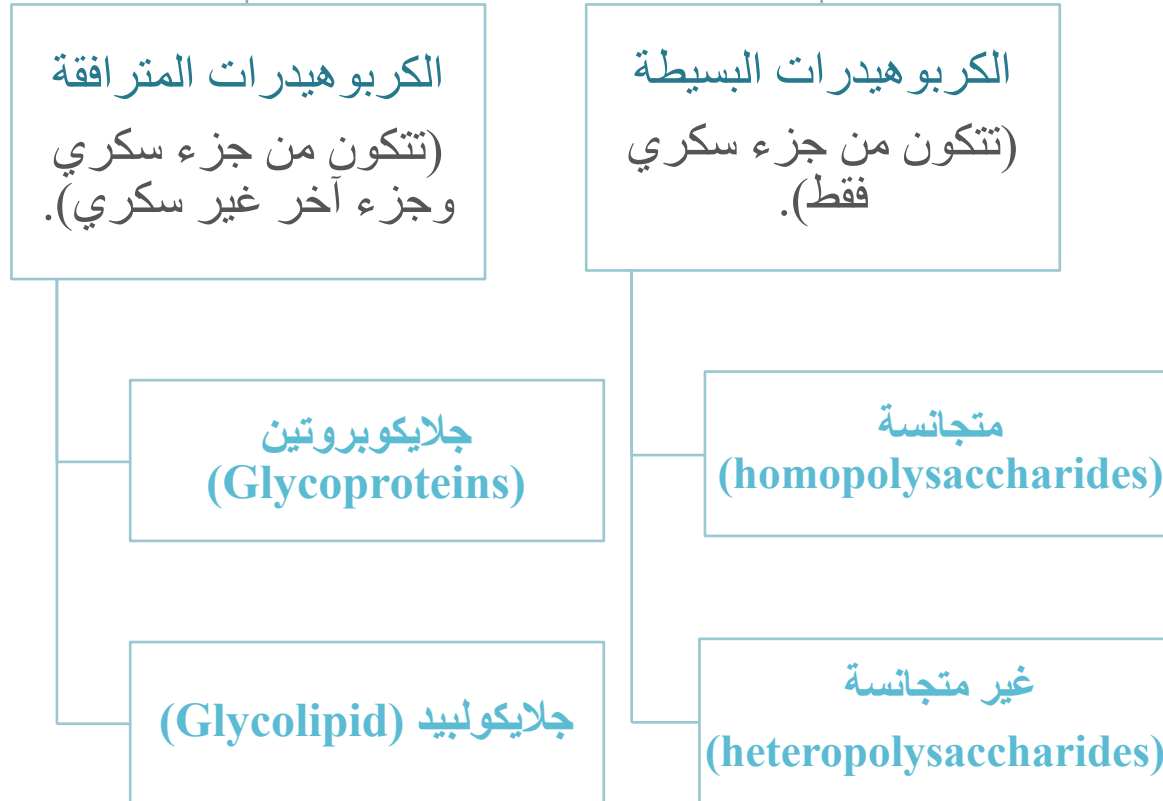 الكربوهيدرات البسيطة
(تتكون من جزء سكري
فقط).
متجانسة
(homopolysaccharides)
غير متجانسة
(heteropolysaccharides)
الكربوهيدرات المترافقة
(تتكون من جزء سكري
وجزء آخر غير سكري).
جلايكوبروتين
(Glycoproteins)
جلايكولبيد (Glycolipid)